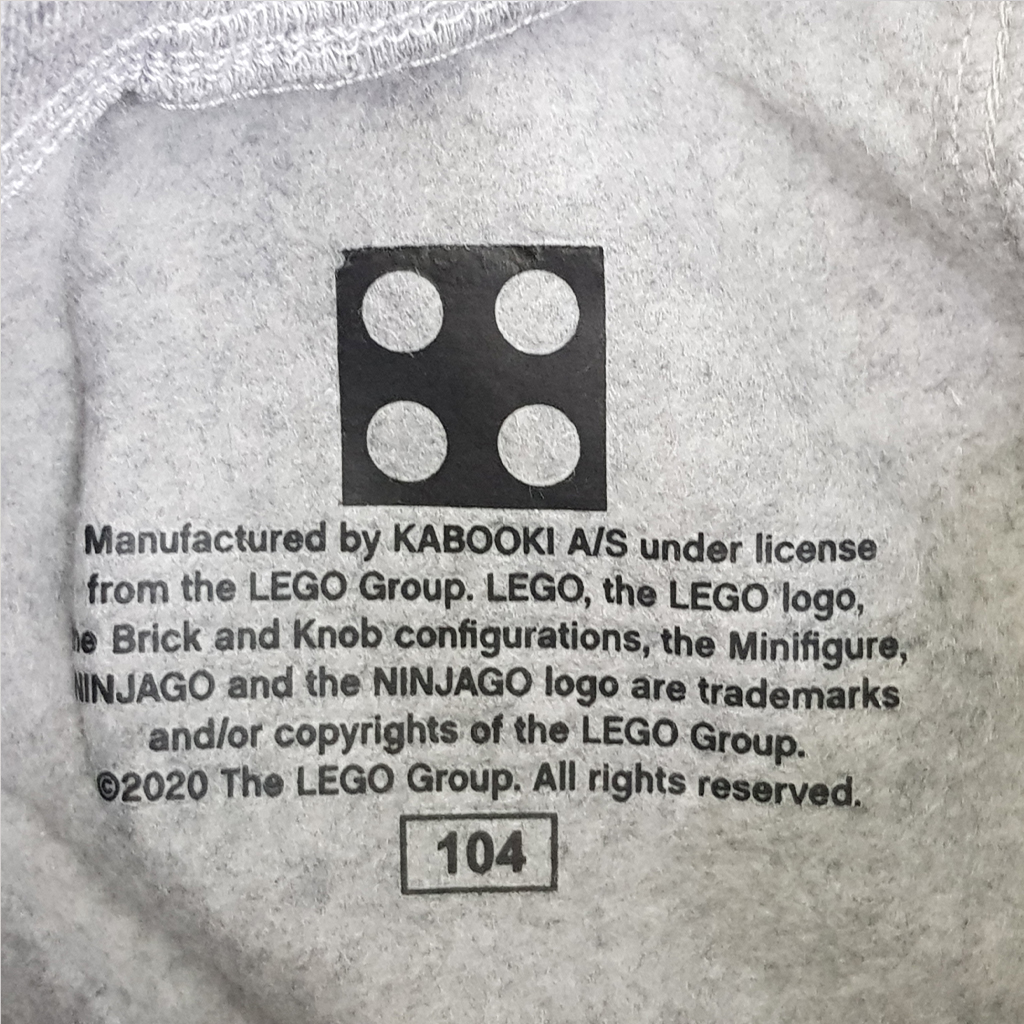 Manufactured by KABOOKI A/S under license
from the LEGO Group. LEGO, the LEGO logo,
he Brick and Knob configurations, the Minifigure,
NINJAGO and the NINJAGO logo are trademarks
and/or copyrights of the LEGO Group.
©2020 The LEGO Group. All rights reserved.
104